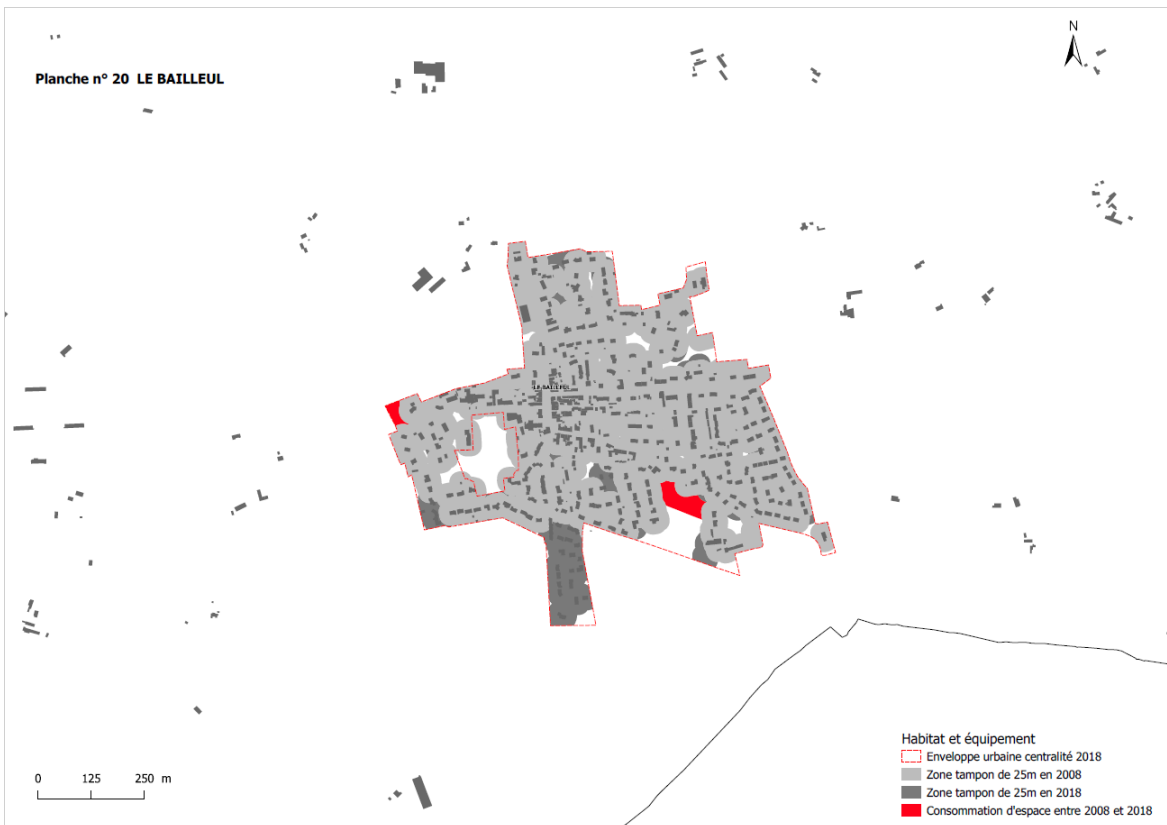 N
Planche n° 20 LE BAILLEUL
LE BAILLEUL
Habitat et équipement
Enveloppe urbaine centralité 2018
Zone tampon de 25m en 2008
Zone tampon de 25m en 2018
Consommation d'espace entre 2008 et 2018
0 125 250 m